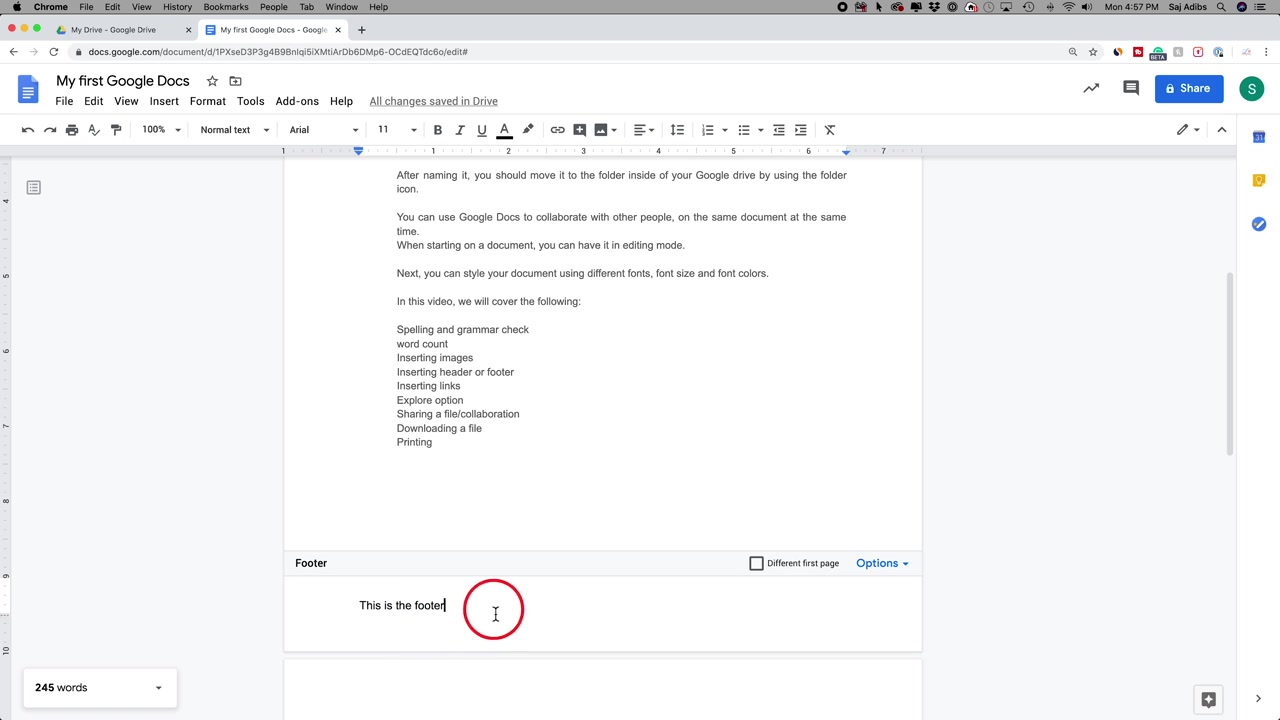 Chrome File Edit View History Bookmarks People Tab Window Help Mon 4:57 PM Saj Adibs
My Drive - Google Drive My first Google Docs - Google
docs.google.com/document/d/1PXseD3P3g4B9BnIqi5iXMtiArDb6DMp6-OCdEQTdc6o/edit#
BETA
My first Google Docs
File Edit View Insert Format Tools Add-ons Help All changes saved in Drive
Share
S
100% Normal text Arial 11 B I U A
1 1 2 3 4 5 6 7
After naming it, you should move it to the folder inside of your Google drive by using the folder
icon.
You can use Google Docs to collaborate with other people, on the same document at the same
time.
When starting on a document, you can have it in editing mode.
Next, you can style your document using different fonts, font size and font colors.
In this video, we will cover the following:
Spelling and grammar check
word count
Inserting images
Inserting header or footer
Inserting links
Explore option
Sharing a file/collaboration
Downloading a file
Printing
Footer Different first page Options
This is the footer
245 words
4
5
6
7
8
9
10
31